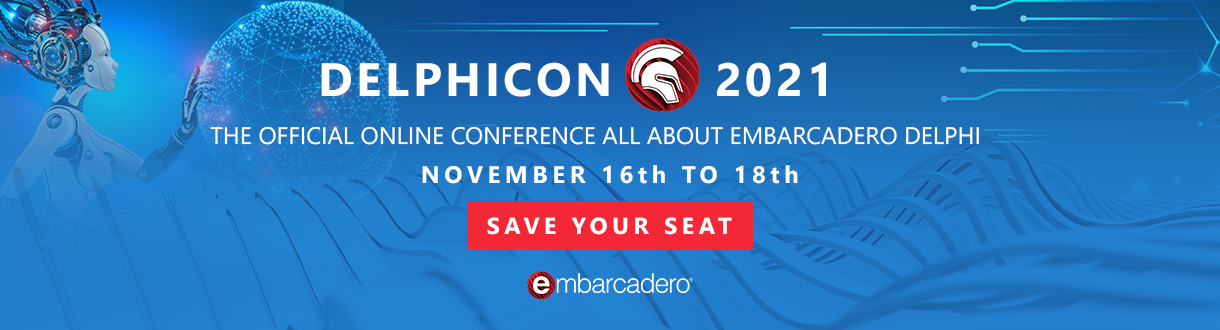 DELPHICON 2021
THE OFFICIAL ONLINE CONFERENCE ALL ABOUT EMBARCADERO DELPHI
NOVEMBER 16th TO 18th
SAVE YOUR SEAT
embarcadero®